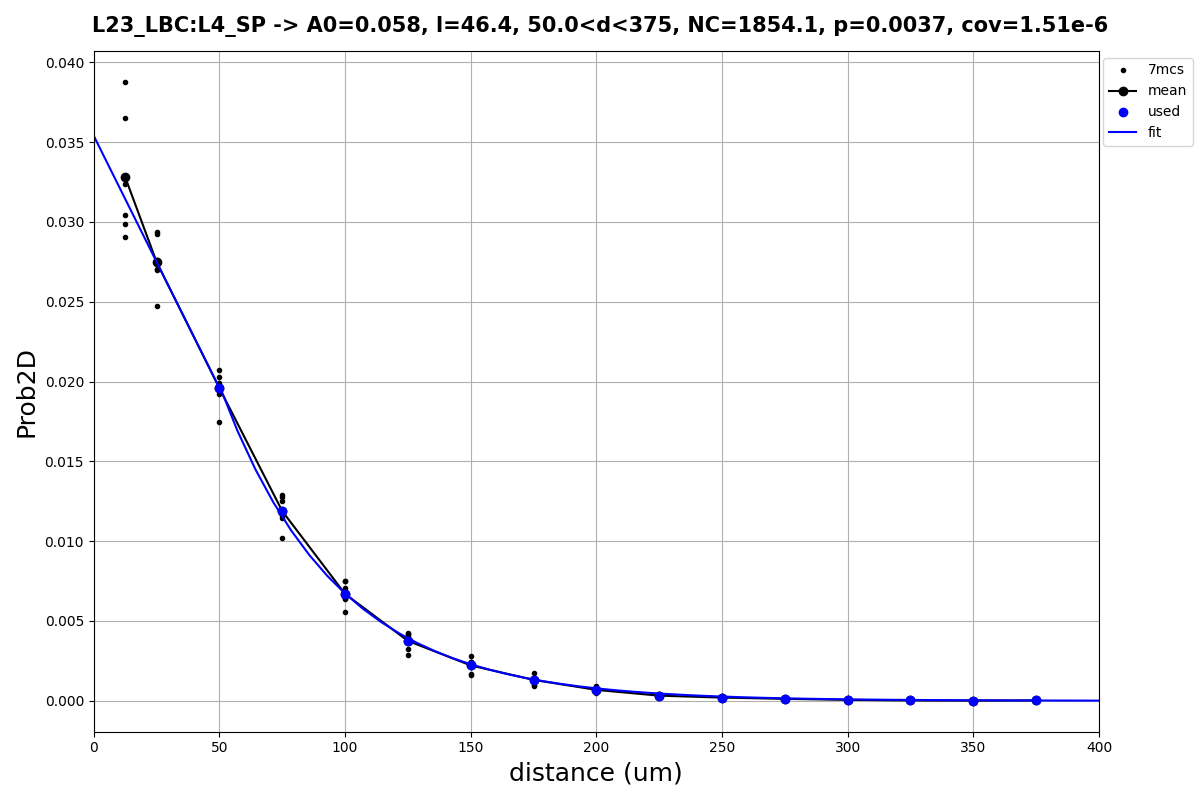 L23_LBC:L4_SP -> A0=0.058, l=46.4, 50.0<d<375, NC=1854.1, p=0.0037, cov=1.51e-6
0.040
0.035
0.030
0.025
0.020
0.015
0.010
0.005
0.000
Prob2D
0 50 100 150 200 250 300 350 400
distance (um)
7mcs
mean
used
fit